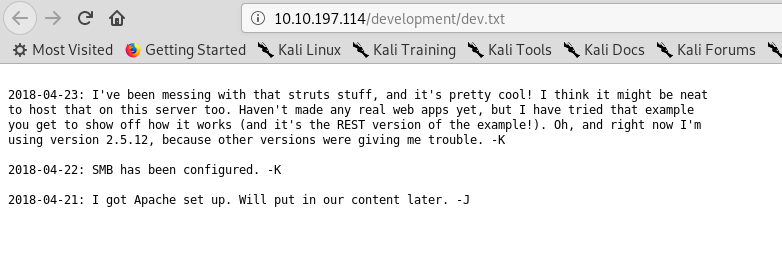 10.10.197.114/development/dev.txt
Most Visited Getting Started Kali Linux Kali Training Kali Tools Kali Docs Kali Forums
2018-04-23: I've been messing with that struts stuff, and it's pretty cool! I think it might be neat
to host that on this server too. Haven't made any real web apps yet, but I have tried that example
you get to show off how it works (and it's the REST version of the example!). Oh, and right now I'm
using version 2.5.12, because other versions were giving me trouble. -K
2018-04-22: SMB has been configured. -K
2018-04-21: I got Apache set up. Will put in our content later. -J